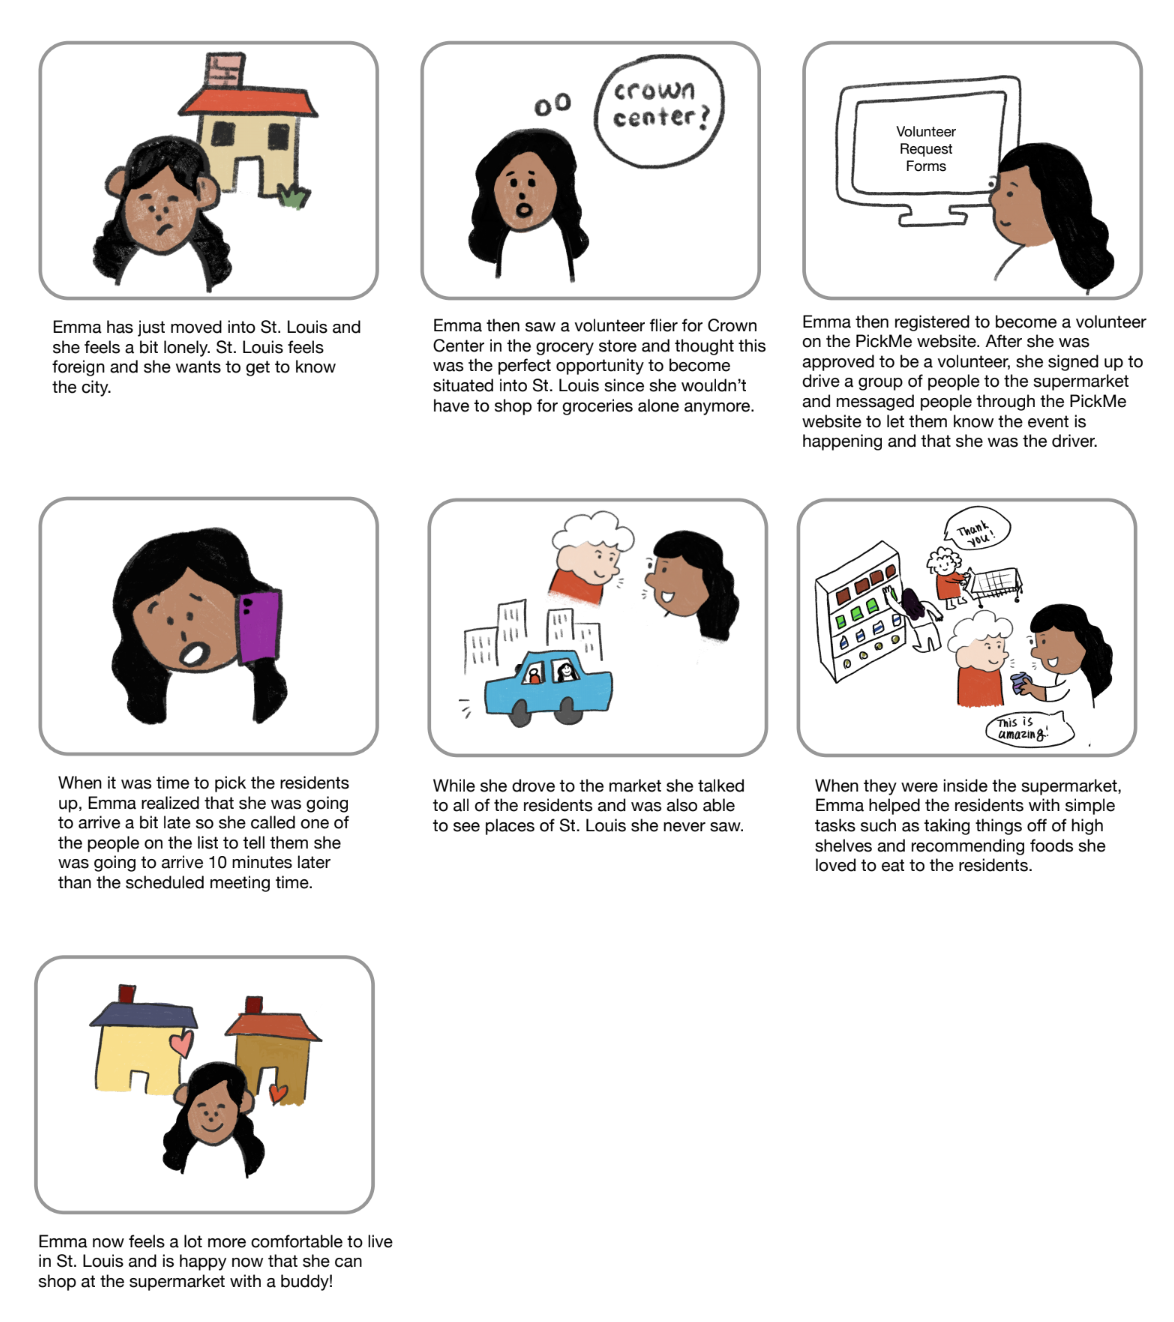 crown
center?
Volunteer
Request
Forms
Emma has just moved into St. Louis and
she feels a bit lonely. St. Louis feels
foreign and she wants to get to know
the city.
Emma then saw a volunteer flier for Crown
Center in the grocery store and thought this
was the perfect opportunity to become
situated into St. Louis since she wouldn't
have to shop for groceries alone anymore.
Emma then registered to become a volunteer
on the PickMe website. After she was
approved to be a volunteer, she signed up to
drive a group of people to the supermarket
and messaged people through the PickMe
website to let them know the event is
happening and that she was the driver.
Thank
you!
This is
amazing!
When it was time to pick the residents
up, Emma realized that she was going
to arrive a bit late so she called one of
the people on the list to tell them she
was going to arrive 10 minutes later
than the scheduled meeting time.
While she drove to the market she talked
to all of the residents and was also able
to see places of St. Louis she never saw.
When they were inside the supermarket,
Emma helped the residents with simple
tasks such as taking things off of high
shelves and recommending foods she
loved to eat to the residents.
Emma now feels a lot more comfortable to live
in St. Louis and is happy now that she can
shop at the supermarket with a buddy!